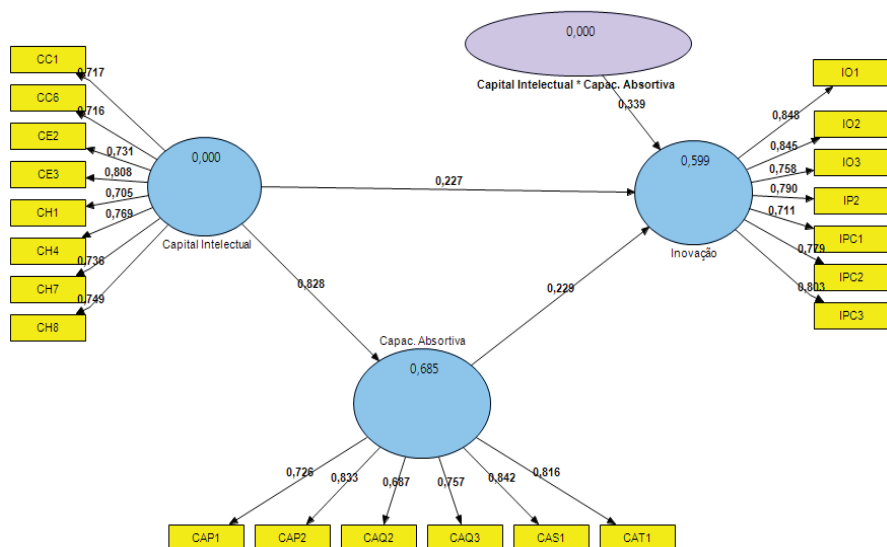 0,000
Capital Intelectual * Capac. Absortiva
0,339
CC1
0,717
CC6
0,716
CE2
0,731
CE3
0,808
CH1
0,705
CH4
0,769
CH7
0,736
CH8
0,749
0,000
Capital Intelectual
0,227
0,828
0,599
Inovação
0,229
IO1
0,848
IO2
0,845
IO3
0,758
IP2
0,790
IPC1
0,711
IPC2
0,779
IPC3
0,803
Capac. Absortiva
0,685
0,726
0,833
0,687
0,757
0,842
0,816
CAP1
CAP2
CAQ2
CAQ3
CAS1
CAT1